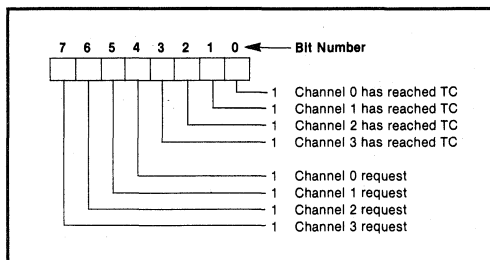 7 6 5 4 3 2 1 0 Bit Number
1 Channel 0 has reached TC
1 Channel 1 has reached TC
1 Channel 2 has reached TC
1 Channel 3 has reached TC
1 Channel 0 request
1 Channel 1 request
1 Channel 2 request
1 Channel 3 request